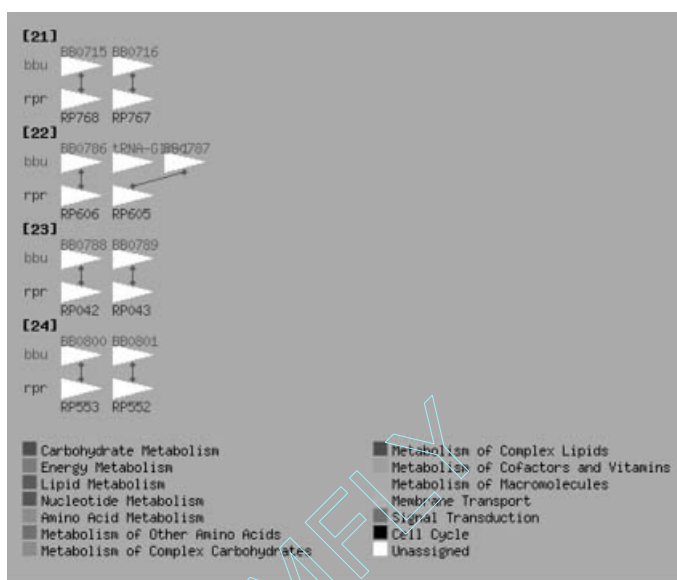 [21]
BB0715 BB0716
bbu
rpr
RP768 RP767
[22]
BB0786 tRNA-G
bbu
rpr
RP606 RP605
[23]
BB0788 BB0789
bbu
rpr
RP042 RP043
[24]
BB0800 BB0801
bbu
rpr
RP553 RP552
Carbohydrate Metabolism
Energy Metabolism
Lipid Metabolism
Nucleotide Metabolism
Amino Acid Metabolism
Metabolism of Other Amino Acids
Metabolism of Complex Carbohydrates
Metabolism of Complex Lipids
Metabolism of Cofactors and Vitamins
Metabolism of Macromolecules
Membrane Transport
Signal Transduction
Cell Cycle
Unassigned
MFLY